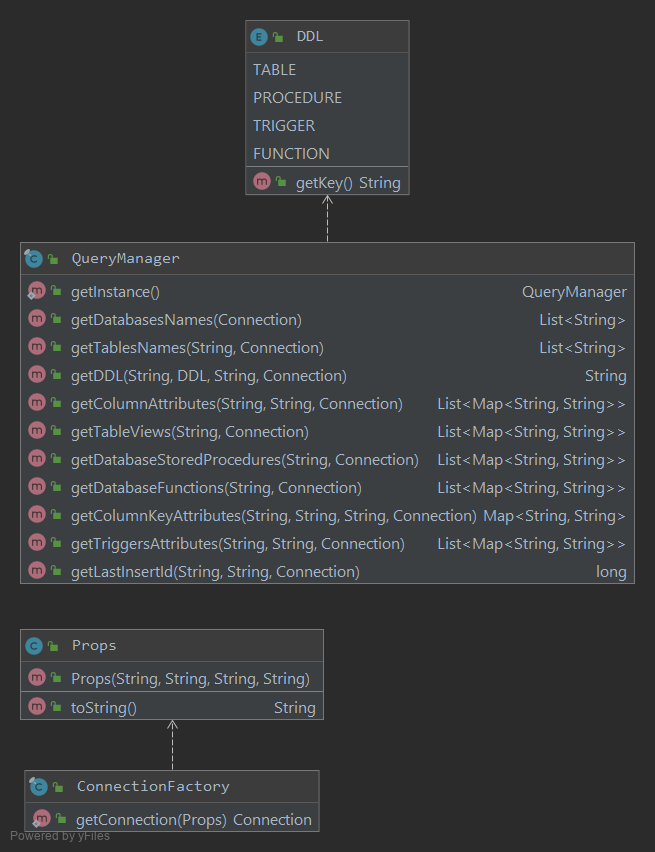 E DDL
TABLE
PROCEDURE
TRIGGER
FUNCTION
m getKey() String
C QueryManager
m getInstance() QueryManager
m getDatabasesNames(Connection) List<String>
m getTablesNames(String, Connection) List<String>
m getDDL(String, DDL, String, Connection) String
m getColumnAttributes(String, String, Connection) List<Map<String, String>>
m getTableViews(String, Connection) List<Map<String, String>>
m getDatabaseStoredProcedures(String, Connection) List<Map<String, String>>
m getDatabaseFunctions(String, Connection) List<Map<String, String>>
m getColumnKeyAttributes(String, String, String, Connection) Map<String, String>
m getTriggersAttributes(String, String, Connection) List<Map<String, String>>
m getLastInsertId(String, String, Connection) long
C Props
m Props(String, String, String, String)
m toString() String
C ConnectionFactory
m getConnection(Props) Connection
Powered by yFiles